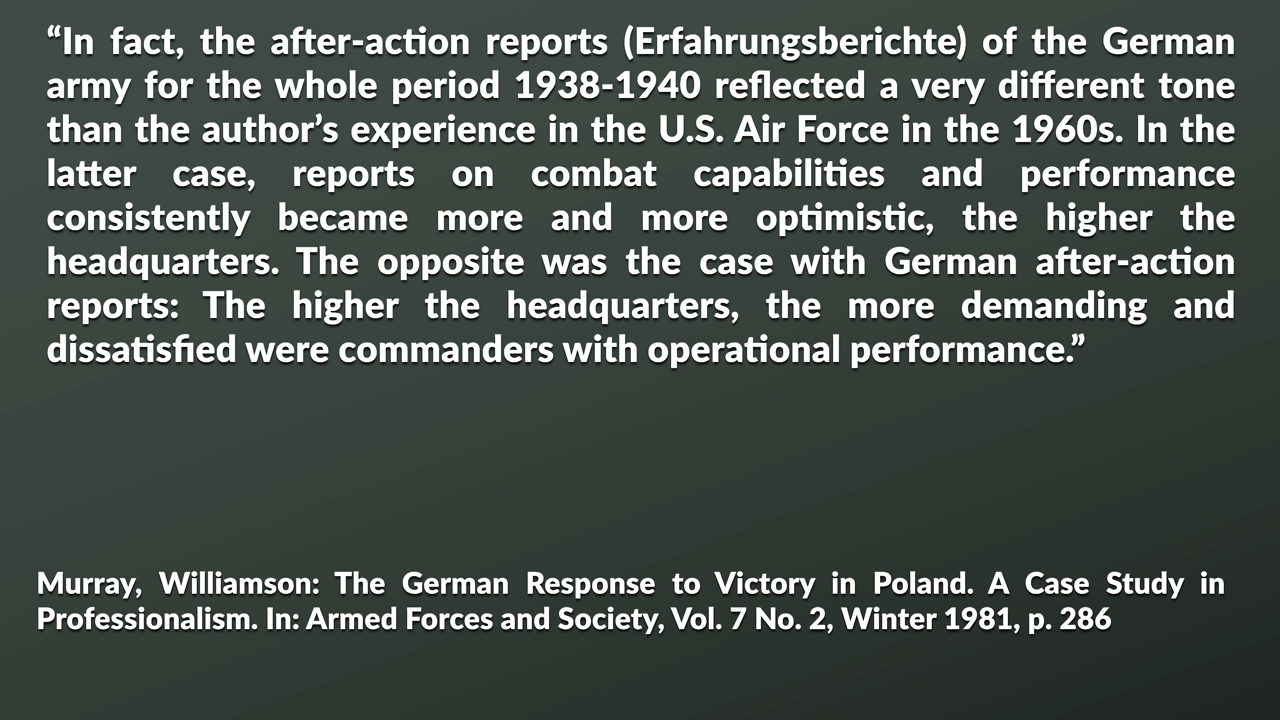 “In fact, the after-action reports (Erfahrungsberichte) of the German
army for the whole period 1938-1940 reflected a very different tone
than the author’s experience in the U.S. Air Force in the 1960s. In the
latter case, reports on combat capabilities and performance
consistently became more and more optimistic, the higher the
headquarters. The opposite was the case with German after-action
reports: The higher the headquarters, the more demanding and
dissatisfied were commanders with operational performance.”
Murray, Williamson: The German Response to Victory in Poland. A Case Study in
Professionalism. In: Armed Forces and Society, Vol. 7 No. 2, Winter 1981, p. 286